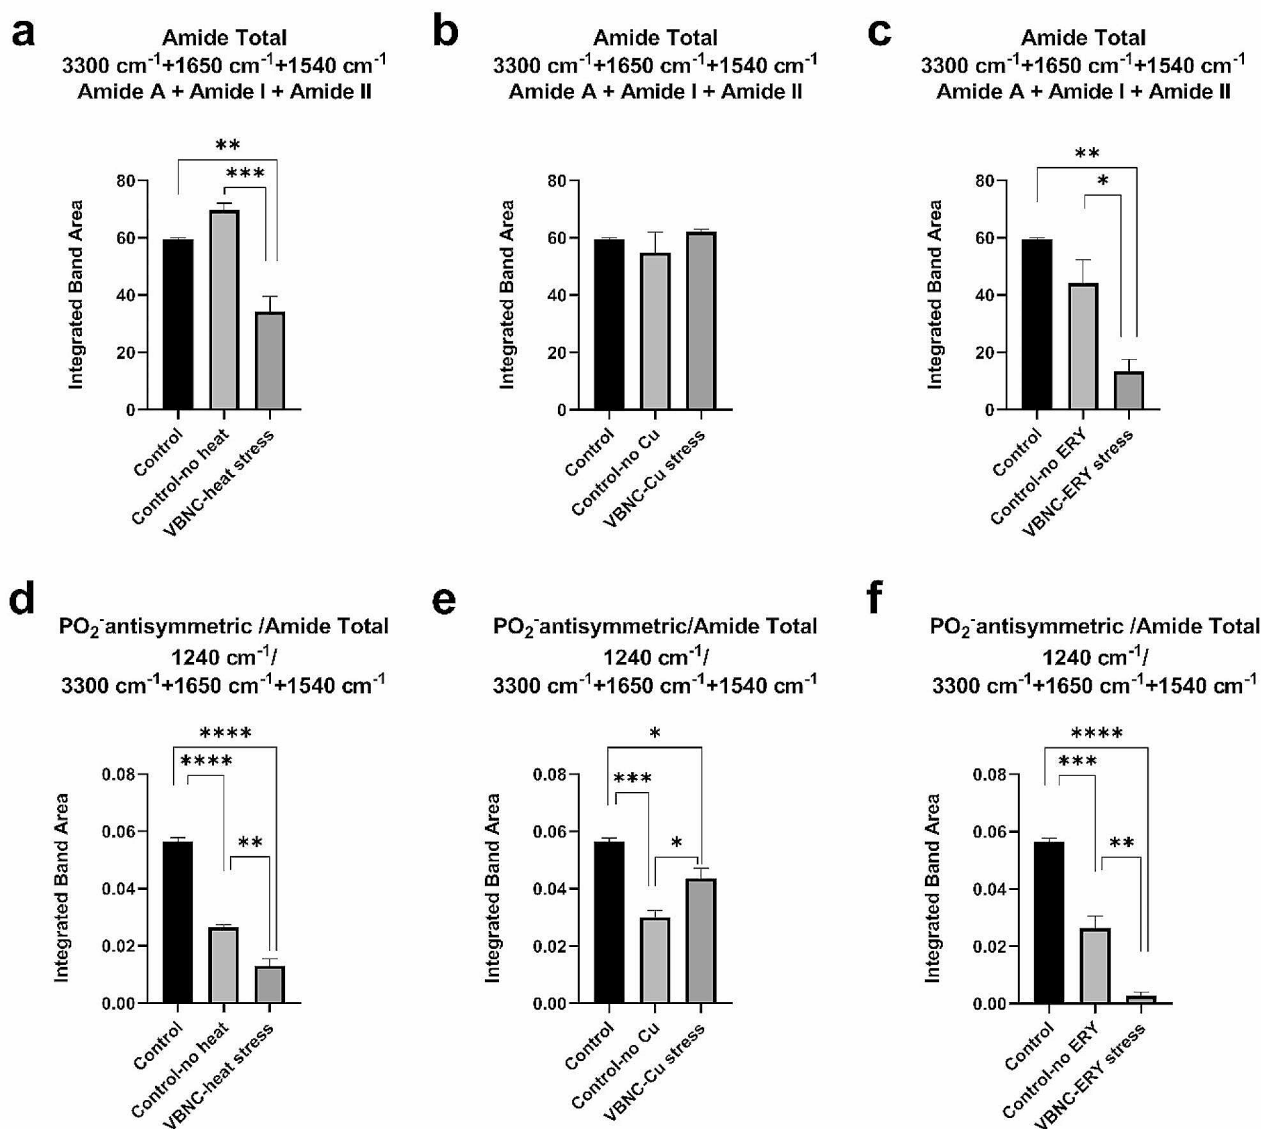 a
Amide Total
3300 cm⁻¹+1650 cm⁻¹+1540 cm⁻¹
Amide A + Amide I + Amide II
**
***
Integrated Band Area
80
60
40
20
0
Control
Control-no heat
VBNC-heat stress
b
Amide Total
3300 cm⁻¹+1650 cm⁻¹+1540 cm⁻¹
Amide A + Amide I + Amide II
Integrated Band Area
80
60
40
20
0
Control
Control-no Cu
VBNC-Cu stress
c
Amide Total
3300 cm⁻¹+1650 cm⁻¹+1540 cm⁻¹
Amide A + Amide I + Amide II
**
*
Integrated Band Area
80
60
40
20
0
Control
Control-no ERY
VBNC-ERY stress
d
PO₂⁻antisymmetric /Amide Total
1240 cm⁻¹/
3300 cm⁻¹+1650 cm⁻¹+1540 cm⁻¹
****
****
**
Integrated Band Area
0.08
0.06
0.04
0.02
0.00
Control
Control-no heat
VBNC-heat stress
e
PO₂⁻antisymmetric/Amide Total
1240 cm⁻¹/
3300 cm⁻¹+1650 cm⁻¹+1540 cm⁻¹
*
***
*
Integrated Band Area
0.08
0.06
0.04
0.02
0.00
Control
Control-no Cu
VBNC-Cu stress
f
PO₂⁻antisymmetric /Amide Total
1240 cm⁻¹/
3300 cm⁻¹+1650 cm⁻¹+1540 cm⁻¹
****
***
**
Integrated Band Area
0.08
0.06
0.04
0.02
0.00
Control
Control-no ERY
VBNC-ERY stress